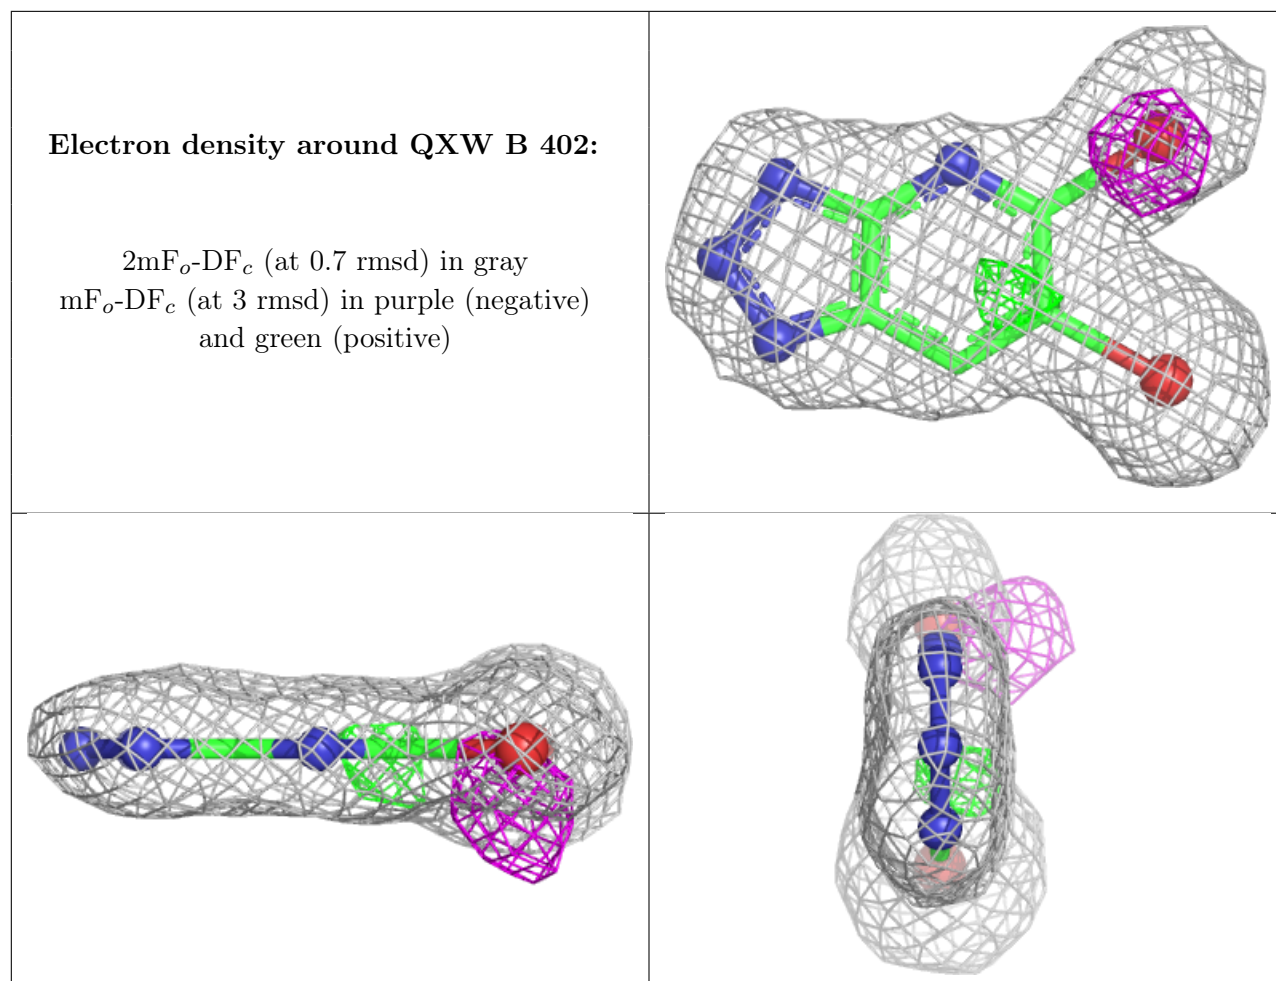 Electron density around QXW B 402:
2mFo-DFc (at 0.7 rmsd) in gray
mFo-DFc (at 3 rmsd) in purple (negative)
and green (positive)